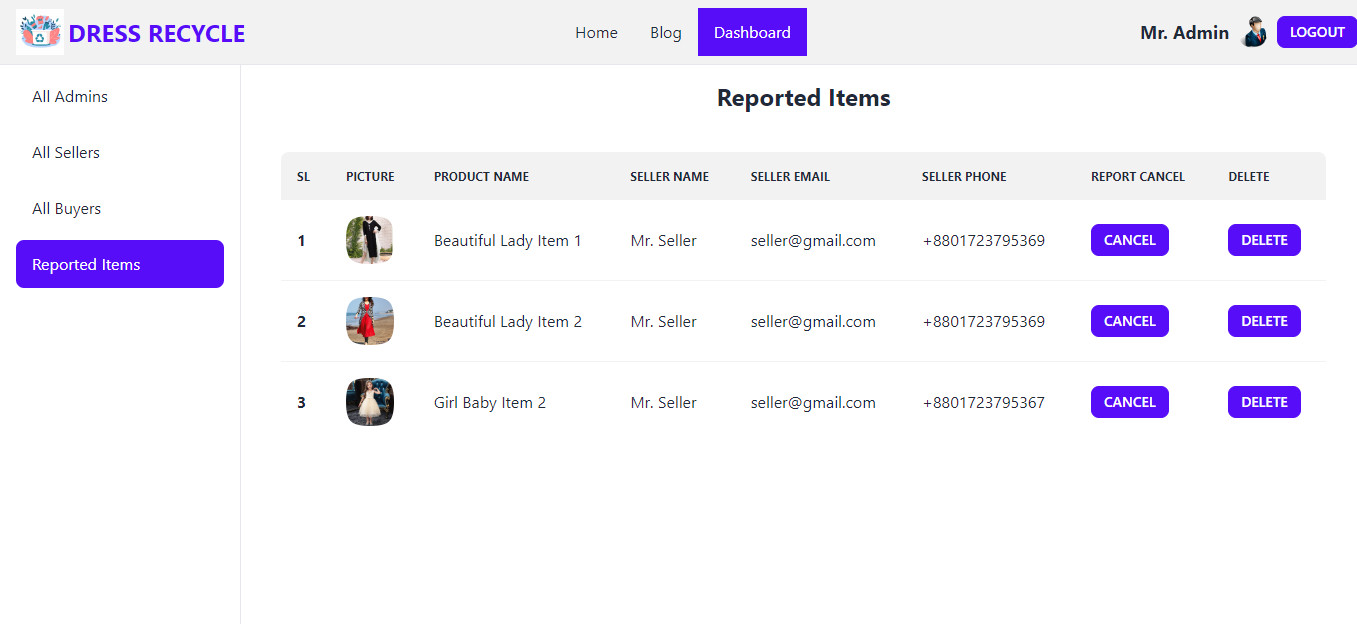 DRESS RECYCLE Home Blog Dashboard Mr. Admin LOGOUT
All Admins
All Sellers
All Buyers
Reported Items
Reported Items
SL PICTURE PRODUCT NAME SELLER NAME SELLER EMAIL SELLER PHONE REPORT CANCEL DELETE
1 Beautiful Lady Item 1 Mr. Seller seller@gmail.com +8801723795369 CANCEL DELETE
2 Beautiful Lady Item 2 Mr. Seller seller@gmail.com +8801723795369 CANCEL DELETE
3 Girl Baby Item 2 Mr. Seller seller@gmail.com +8801723795367 CANCEL DELETE